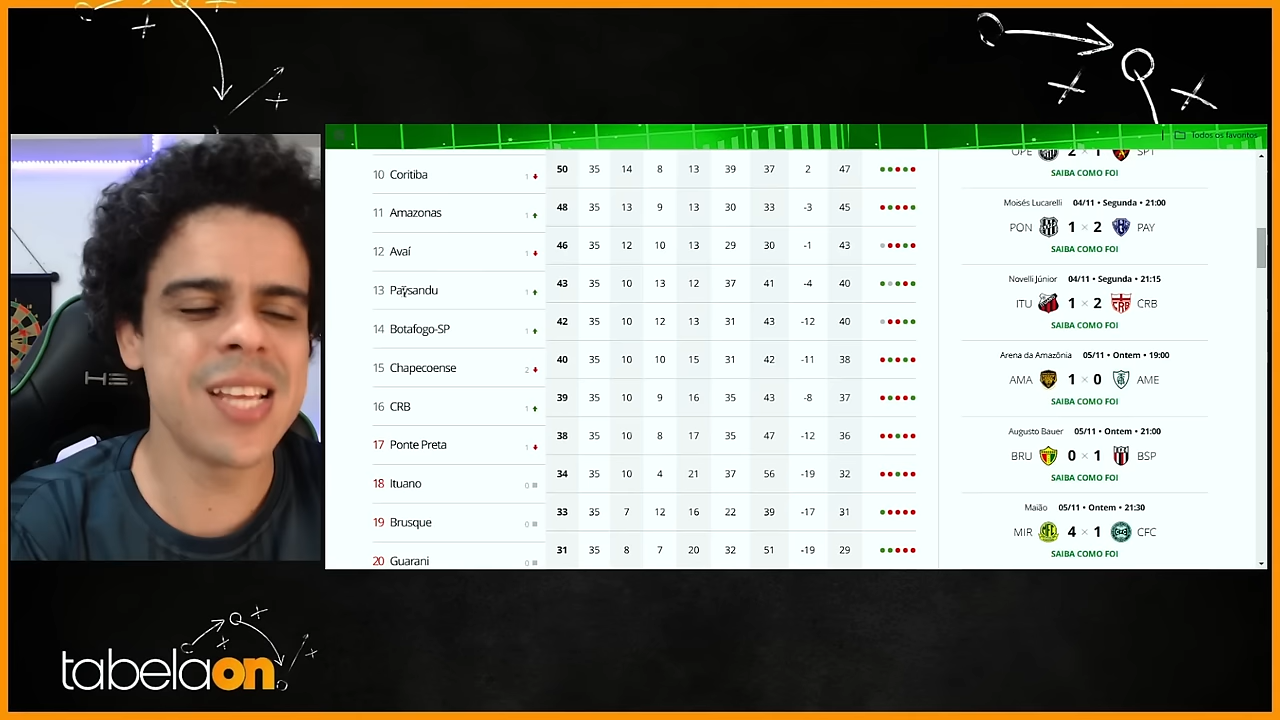 Todos os favoritos
10 Coritiba 1 50 35 14 8 13 39 37 2 47
11 Amazonas 1 48 35 13 9 13 30 33 -3 45
12 Avaí 1 46 35 12 10 13 29 30 -1 43
13 Paysandu 1 43 35 10 13 12 37 41 -4 40
14 Botafogo-SP 1 42 35 10 12 13 31 43 -12 40
15 Chapecoense 2 40 35 10 10 15 31 42 -11 38
16 CRB 1 39 35 10 9 16 35 43 -8 37
17 Ponte Preta 1 38 35 10 8 17 35 47 -12 36
18 Ituano 0 34 35 10 4 21 37 56 -19 32
19 Brusque 0 33 35 7 12 16 22 39 -17 31
20 Guarani 0 31 35 8 7 20 32 51 -19 29
OPE 2 × 1 SPT
SAIBA COMO FOI
Moisés Lucarelli 04/11 • Segunda • 21:00
PON 1 × 2 PAY
SAIBA COMO FOI
Novelli Júnior 04/11 • Segunda • 21:15
ITU 1 × 2 CRB
SAIBA COMO FOI
Arena da Amazônia 05/11 • Ontem • 19:00
AMA 1 × 0 AME
SAIBA COMO FOI
Augusto Bauer 05/11 • Ontem • 21:00
BRU 0 × 1 BSP
SAIBA COMO FOI
Maião 05/11 • Ontem • 21:30
MIR 4 × 1 CFC
SAIBA COMO FOI
tabelaon